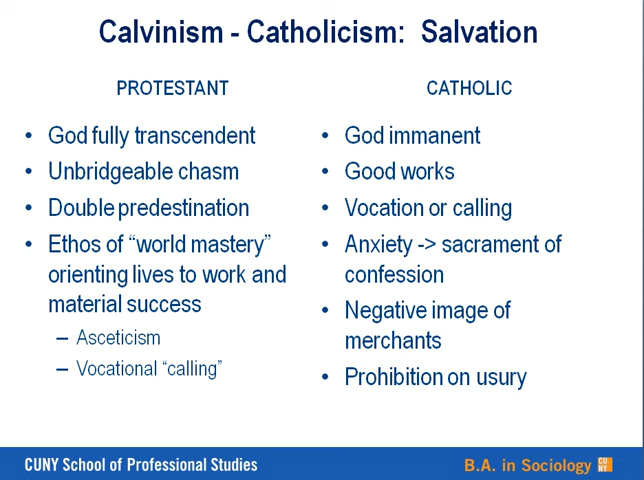 Calvinism - Catholicism: Salvation
PROTESTANT
• God fully transcendent
• Unbridgeable chasm
• Double predestination
• Ethos of “world mastery”
orienting lives to work and
material success
– Asceticism
– Vocational “calling”
CATHOLIC
• God immanent
• Good works
• Vocation or calling
• Anxiety -> sacrament of
confession
• Negative image of
merchants
• Prohibition on usury
CUNY School of Professional Studies
B.A. in Sociology
CU
NY